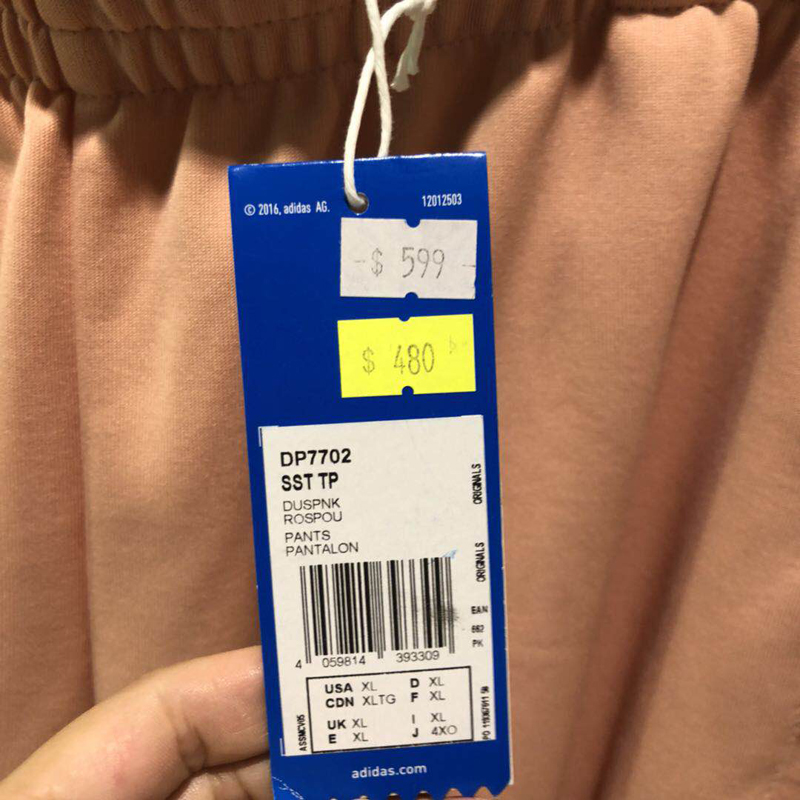 © 2016, adidas AG.
12012503
$ 599
$ 480
DP7702
SST TP
DUSPNK
ROSPOU
PANTS
PANTALON
ORIGINALS
ORIGINALS
EAN
662
PK
4 059814 393309
USA XL D XL
CDN XLTG F XL
UK XL I XL
E XL J 4XO
ASSMCV05
adidas.com